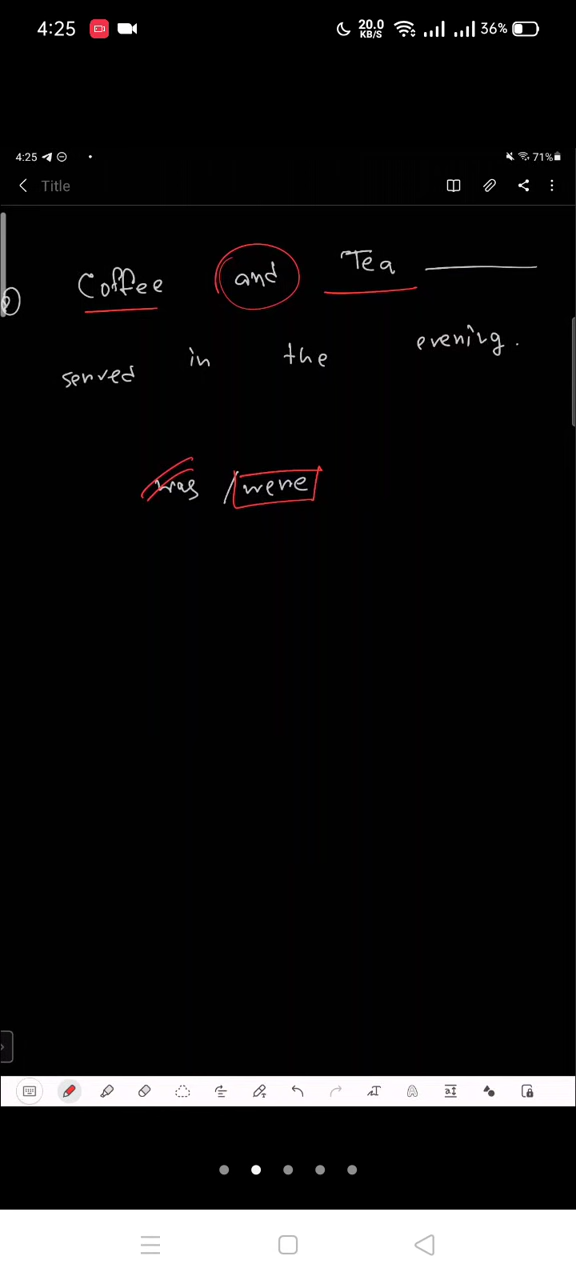 4:25 20.0 KB/S 36%
4:25 71%
Title
Coffee and Tea
served in the evening.
was / were